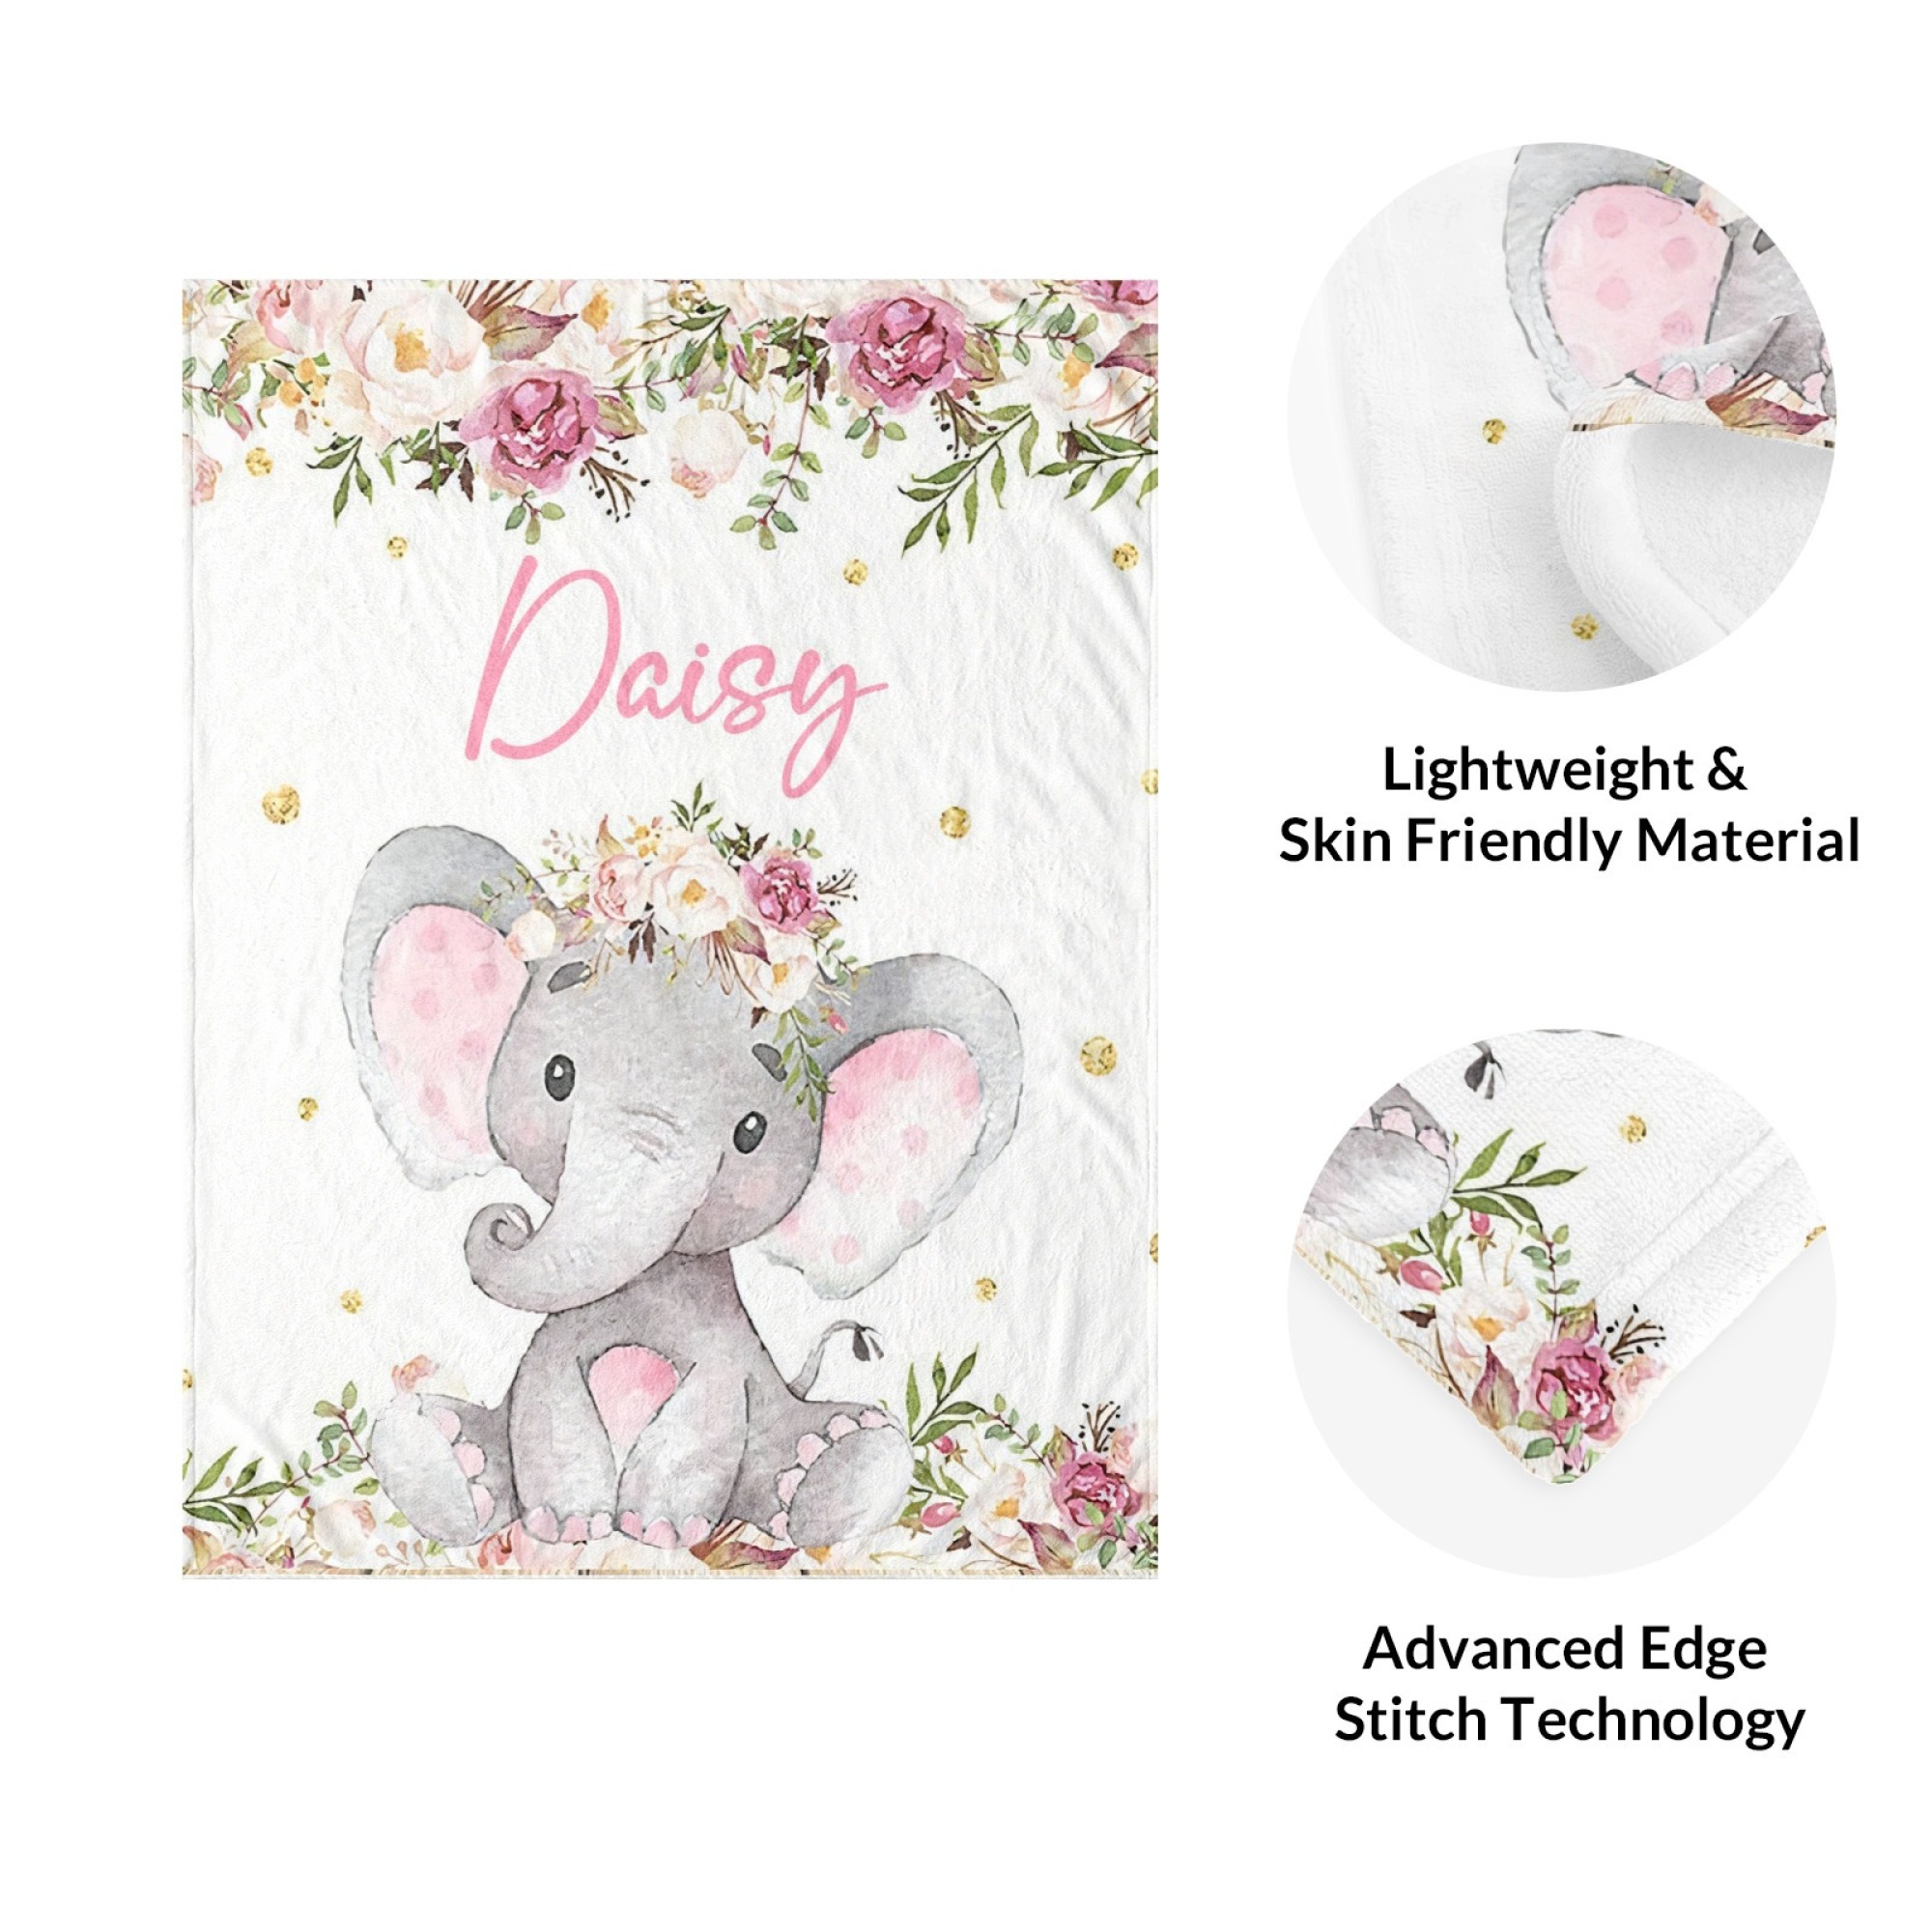 Daisy
Lightweight &
Skin Friendly Material
Advanced Edge
Stitch Technology